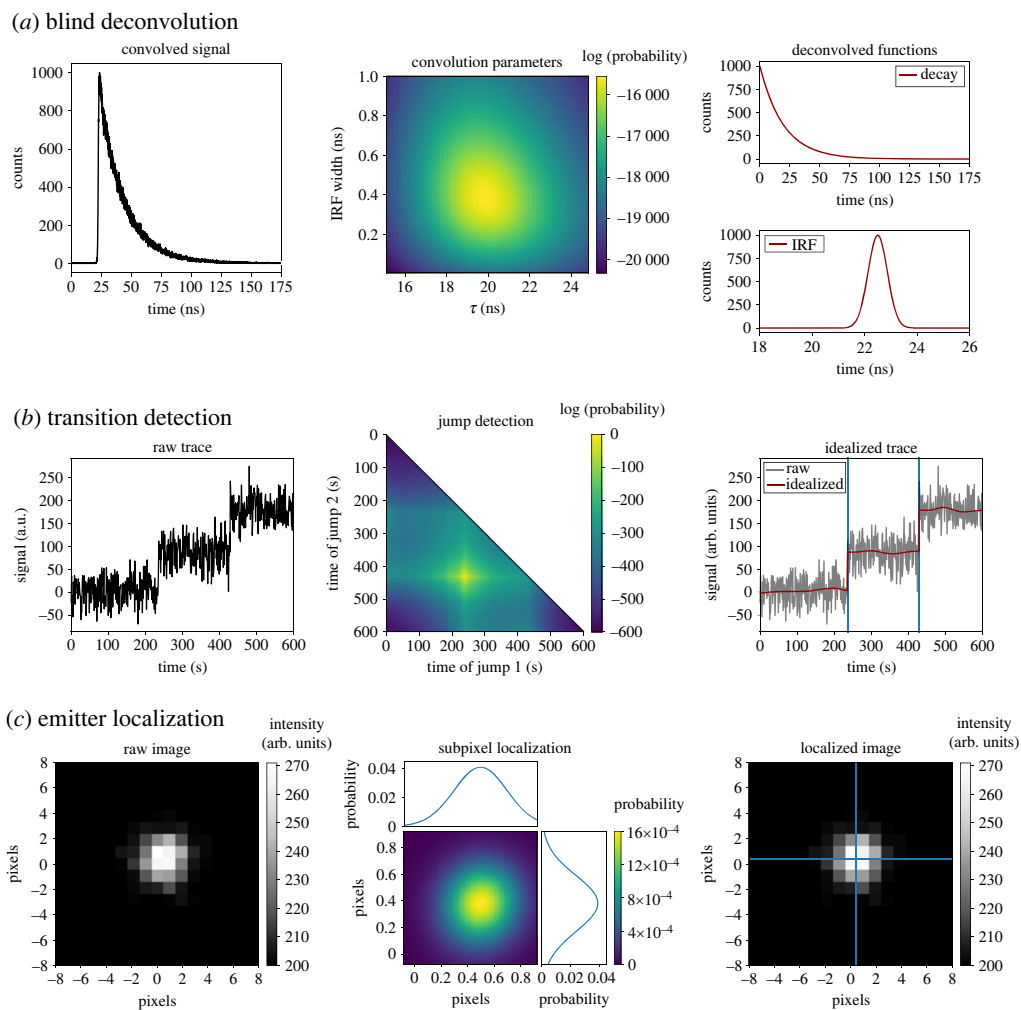 (a) blind deconvolution
convolved signal
1000
800
600
400
200
0
counts
0 25 50 75 100 125 150 175
time (ns)
convolution parameters
log (probability)
1.0
0.8
0.6
0.4
0.2
IRF width (ns)
16 18 20 22 24
τ (ns)
−16 000
−17 000
−18 000
−19 000
−20 000
deconvolved functions
decay
1000
750
500
250
0
counts
0 25 50 75 100 125 150 175
time (ns)
IRF
1000
750
500
250
0
counts
18 20 22 24 26
time (ns)
(b) transition detection
raw trace
250
200
150
100
50
0
−50
signal (a.u.)
0 100 200 300 400 500 600
time (s)
jump detection
log (probability)
0
100
200
300
400
500
600
time of jump 2 (s)
0 100 200 300 400 500 600
time of jump 1 (s)
0
−100
−200
−300
−400
−500
−600
idealized trace
raw
idealized
250
200
150
100
50
0
−50
signal (arb. units)
0 100 200 300 400 500 600
time (s)
(c) emitter localization
raw image
intensity
(arb. units)
8
6
4
2
0
−2
−4
−6
−8
pixels
−8 −6 −4 −2 0 2 4 6 8
pixels
270
260
250
240
230
220
210
200
subpixel localization
0.04
0.02
0
probability
probability
0.8
0.6
0.4
0.2
0
pixels
0 0.2 0.4 0.6 0.8
pixels
0 0.02 0.04
probability
16×10⁻⁴
12×10⁻⁴
8×10⁻⁴
4×10⁻⁴
0
localized image
intensity
(arb. units)
8
6
4
2
0
−2
−4
−6
−8
pixels
−8 −6 −4 −2 0 2 4 6 8
pixels
270
260
250
240
230
220
210
200